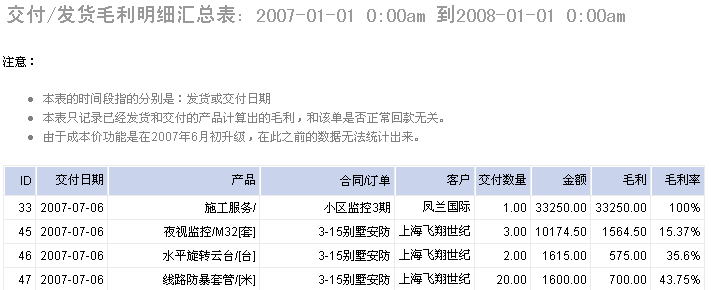 交付/发货毛利明细汇总表: 2007-01-01 0:00am 到2008-01-01 0:00am
注意：
本表的时间段指的分别是：发货或交付日期
本表只记录已经发货和交付的产品计算出的毛利，和该单是否正常回款无关。
由于成本价功能是在2007年6月初升级，在此之前的数据无法统计出来。
ID 交付日期 产品 合同/订单 客户 交付数量 金额 毛利 毛利率
33 2007-07-06 施工服务/ 小区监控3期 凤兰国际 1.00 33250.00 33250.00 100%
45 2007-07-06 夜视监控/M32[套] 3-15别墅安防 上海飞翔世纪 3.00 10174.50 1564.50 15.37%
46 2007-07-06 水平旋转云台/[台] 3-15别墅安防 上海飞翔世纪 2.00 1615.00 575.00 35.6%
47 2007-07-06 线路防暴套管/[米] 3-15别墅安防 上海飞翔世纪 20.00 1600.00 700.00 43.75%